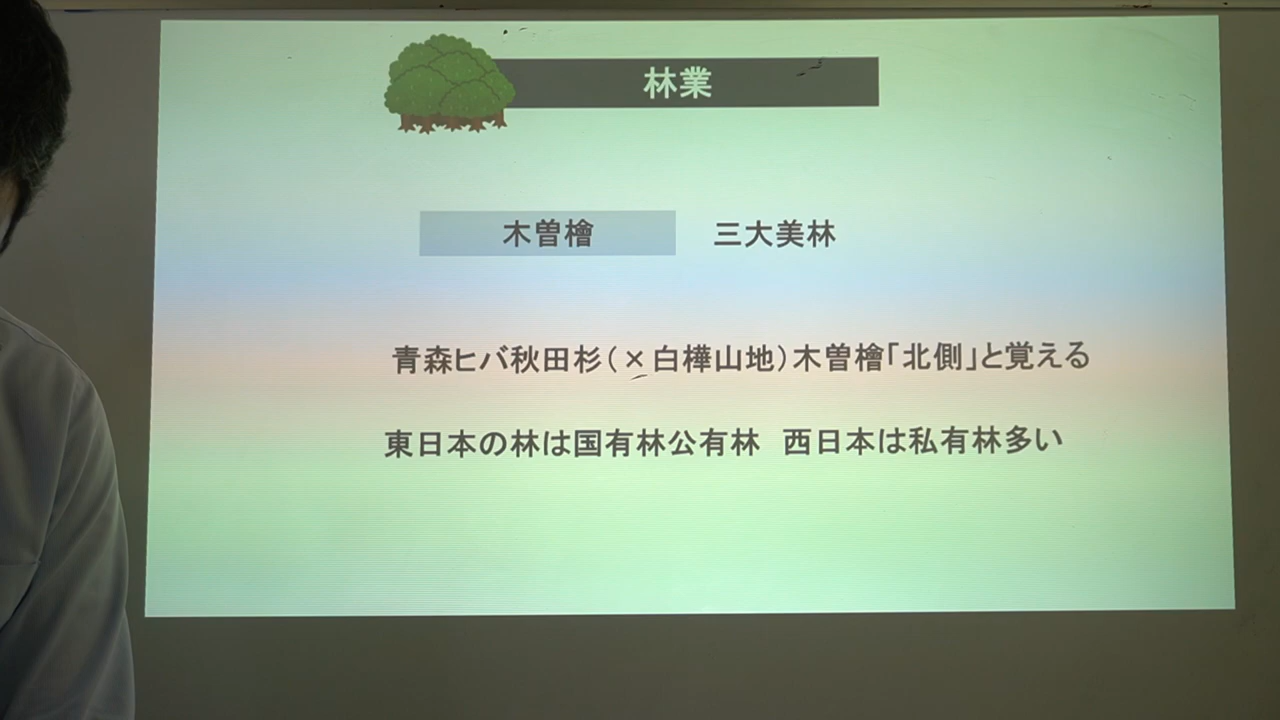 林業
木曽檜 三大美林
青森ヒバ秋田杉(×白樺山地)木曽檜「北側」と覚える
東日本の林は国有林公有林 西日本は私有林多い